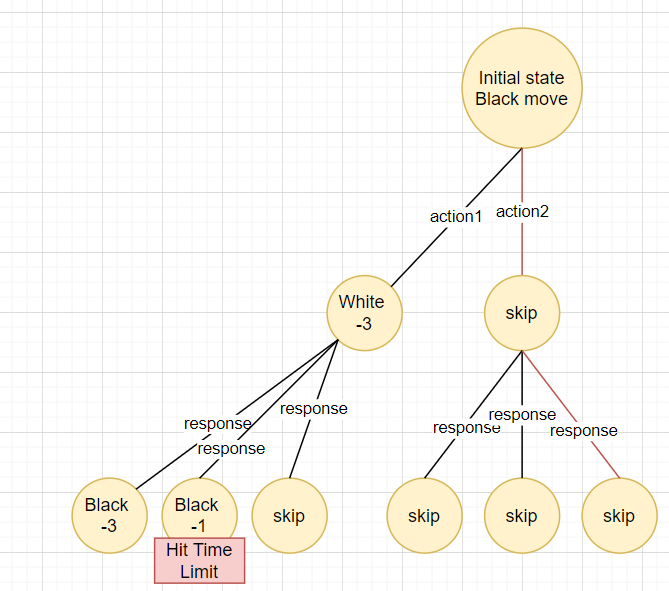 Initial state
Black move
action1
action2
White
-3
skip
response
response
response
response
response
response
Black
-3
Black
-1
skip
skip
skip
skip
Hit Time
Limit